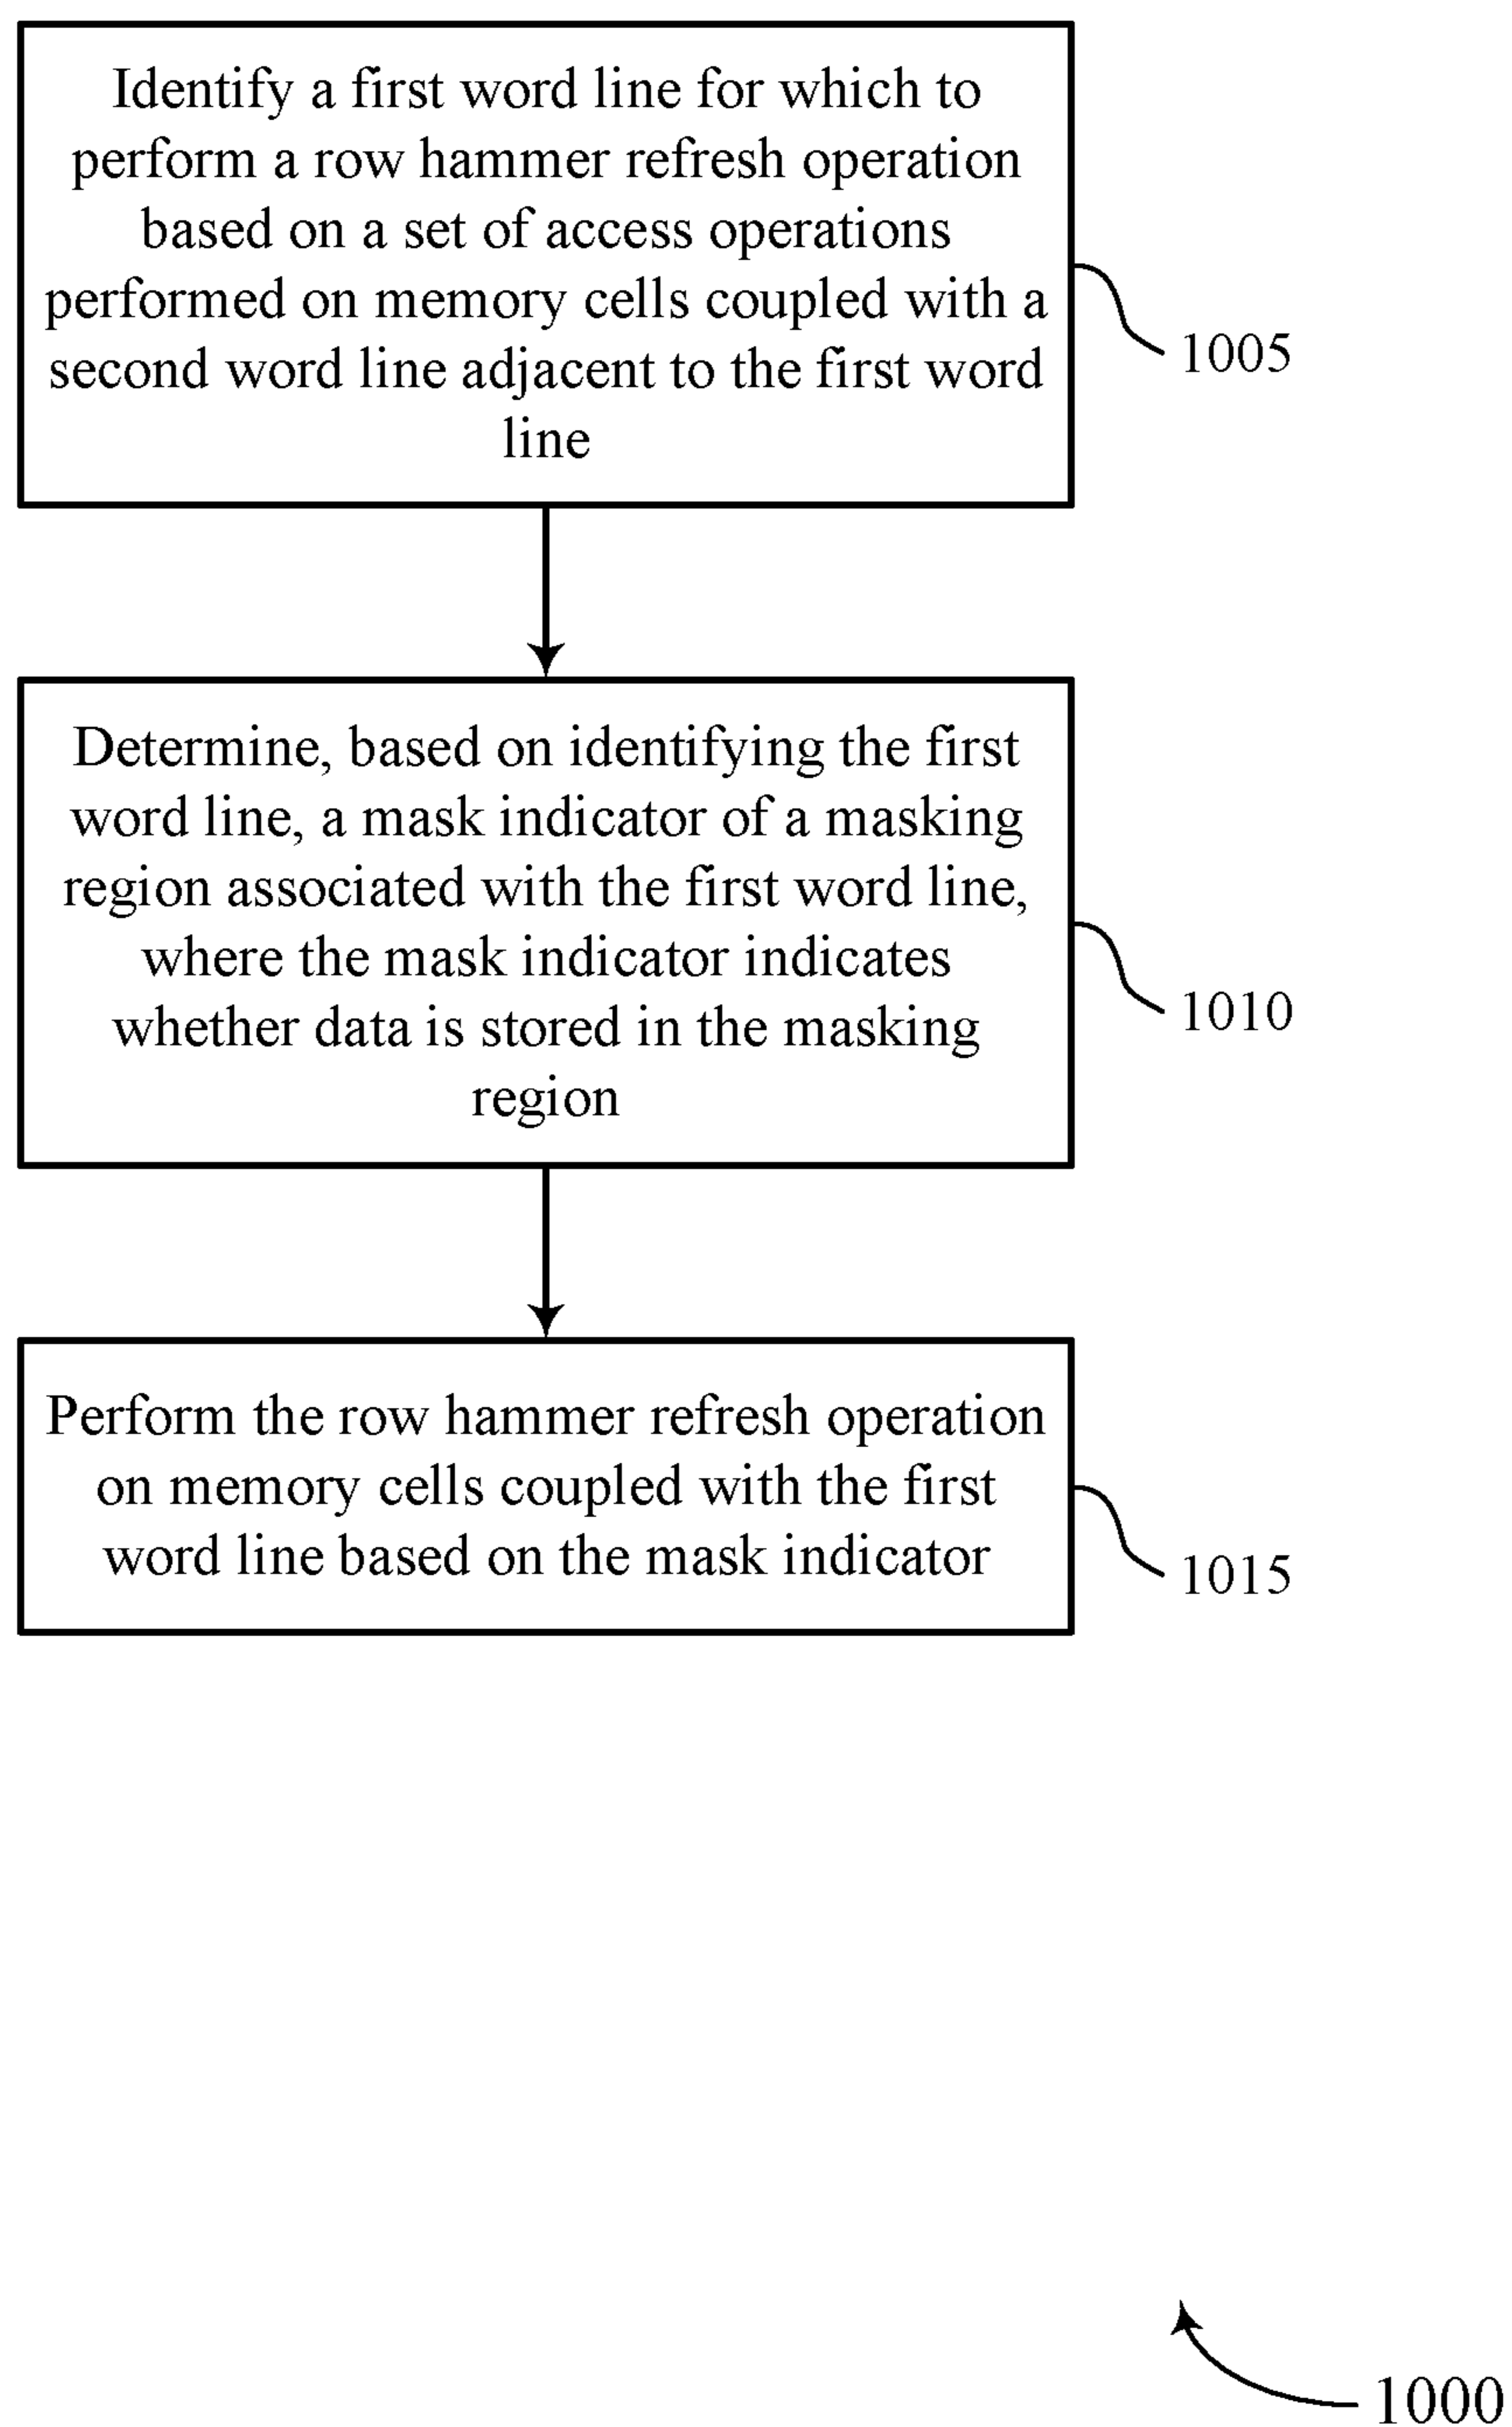 Identify a first word line for which to
perform a row hammer refresh operation
based on a set of access operations
performed on memory cells coupled with a
second word line adjacent to the first word
line
1005
Determine, based on identifying the first
word line, a mask indicator of a masking
region associated with the first word line,
where the mask indicator indicates
whether data is stored in the masking
region
1010
Perform the row hammer refresh operation
on memory cells coupled with the first
word line based on the mask indicator
1015
1000